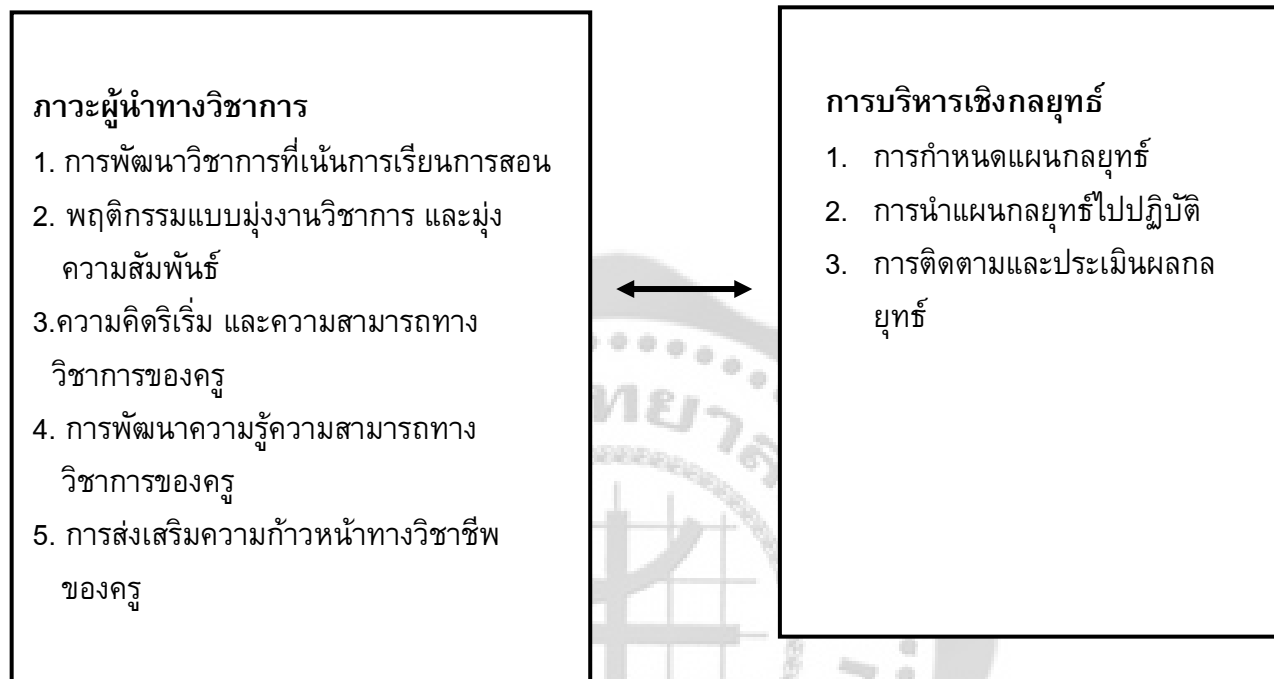 ภาวะผู้นำทางวิชาการ
1. การพัฒนาวิชาการที่เน้นการเรียนการสอน
2. พฤติกรรมแบบมุ่งงานวิชาการ และมุ่ง
ความสัมพันธ์
3.ความคิดริเริ่ม และความสามารถทาง
วิชาการของครู
4. การพัฒนาความรู้ความสามารถทาง
วิชาการของครู
5. การส่งเสริมความก้าวหน้าทางวิชาชีพ
ของครู
การบริหารเชิงกลยุทธ์
1. การกำหนดแผนกลยุทธ์
2. การนำแผนกลยุทธ์ไปปฏิบัติ
3. การติดตามและประเมินผลกล
ยุทธ์